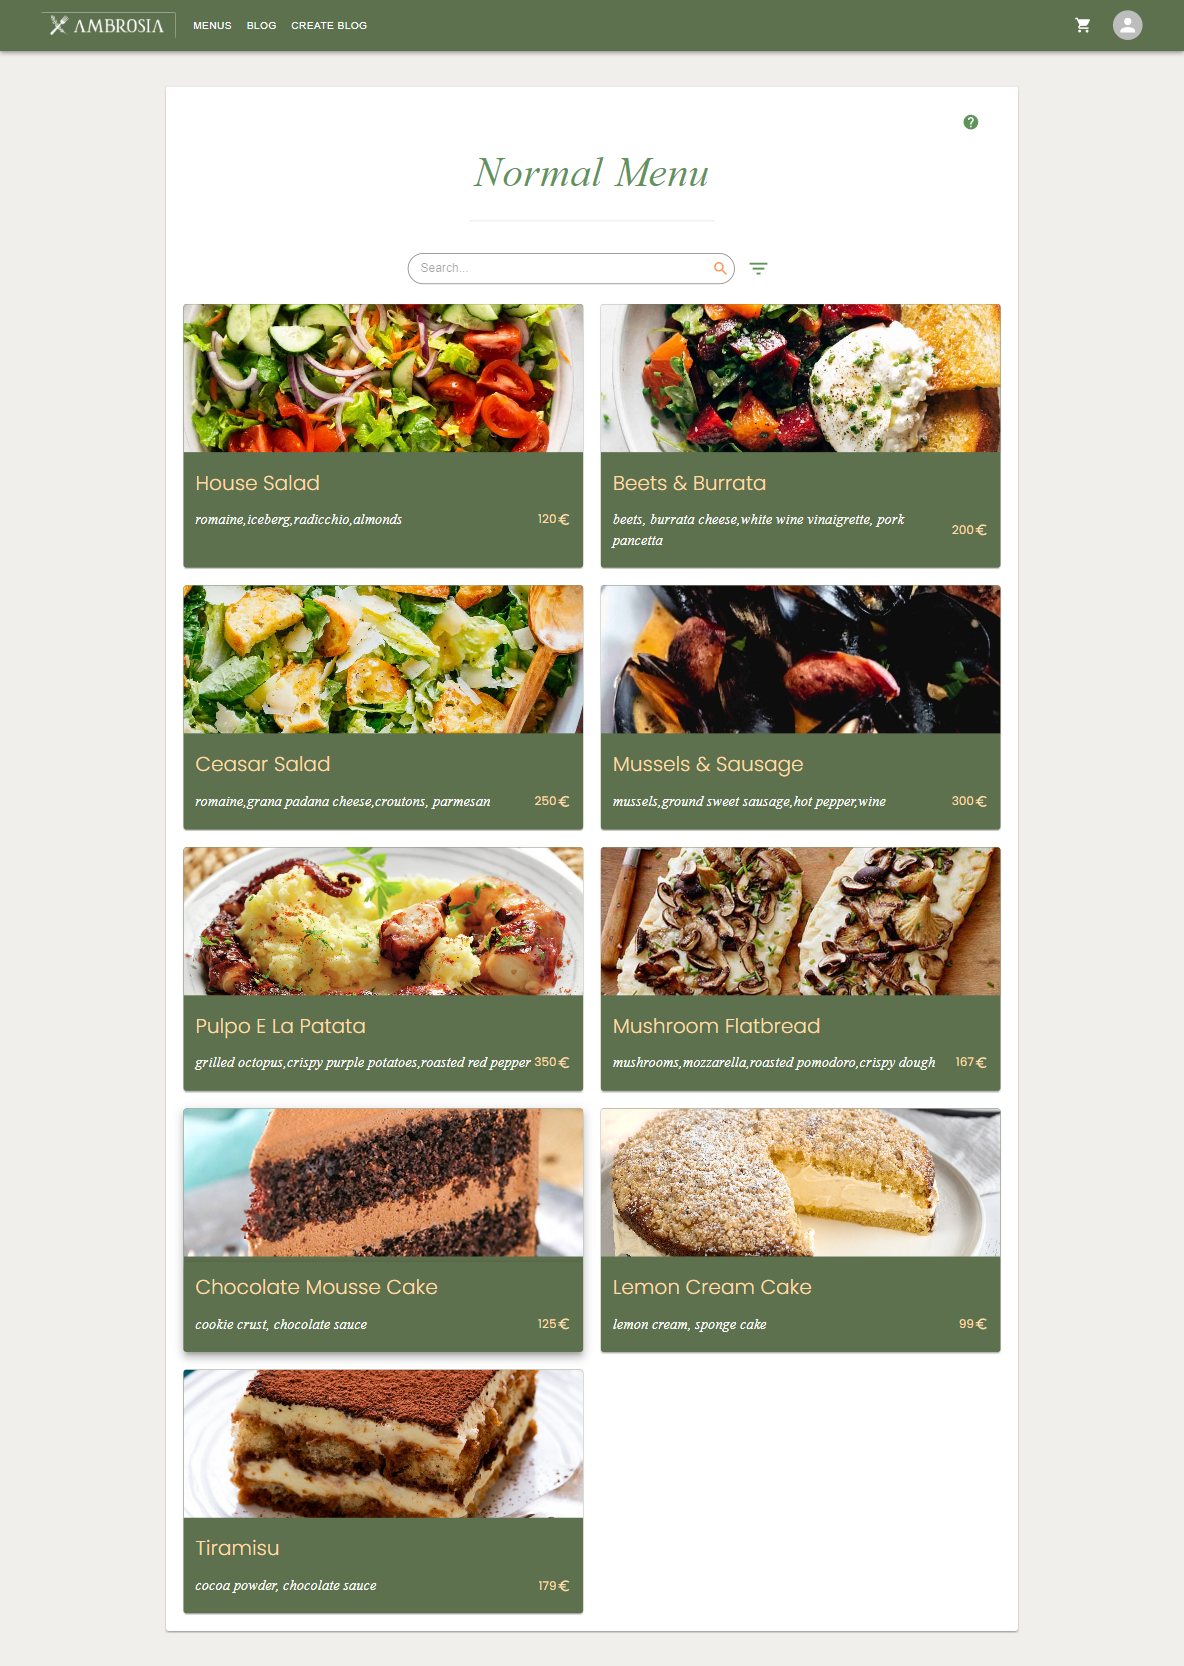 AMBROSIA MENUS BLOG CREATE BLOG
Normal Menu
Search...
House Salad
romaine,iceberg,radicchio,almonds 120€
Beets & Burrata
beets, burrata cheese,white wine vinaigrette, pork
pancetta
200€
Ceasar Salad
romaine,grana padana cheese,croutons, parmesan 250€
Mussels & Sausage
mussels,ground sweet sausage,hot pepper,wine 300€
Pulpo E La Patata
grilled octopus,crispy purple potatoes,roasted red pepper 350€
Mushroom Flatbread
mushrooms,mozzarella,roasted pomodoro,crispy dough 167€
Chocolate Mousse Cake
cookie crust, chocolate sauce 125€
Lemon Cream Cake
lemon cream, sponge cake 99€
Tiramisu
cocoa powder, chocolate sauce 179€